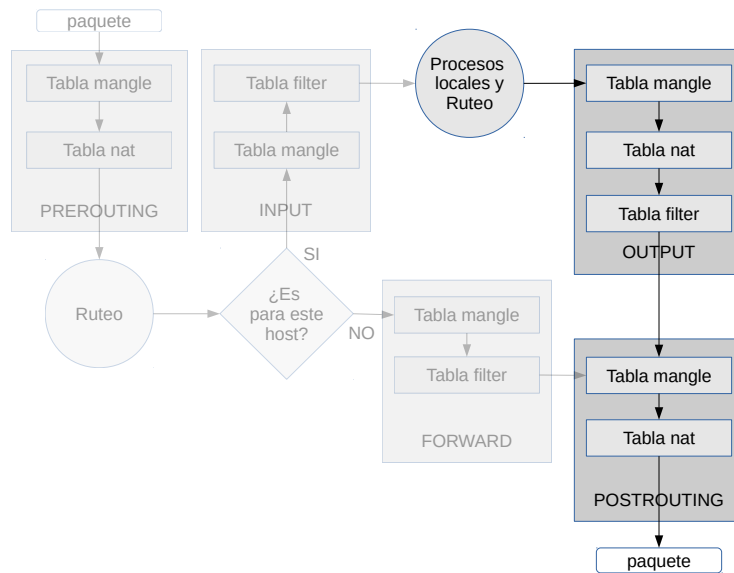 paquete
Tabla mangle
Tabla nat
PREROUTING
Ruteo
Tabla filter
Tabla mangle
INPUT
SI
¿Es
para este
host?
NO
Tabla mangle
Tabla filter
FORWARD
Procesos
locales y
Ruteo
Tabla mangle
Tabla nat
Tabla filter
OUTPUT
Tabla mangle
Tabla nat
POSTROUTING
paquete